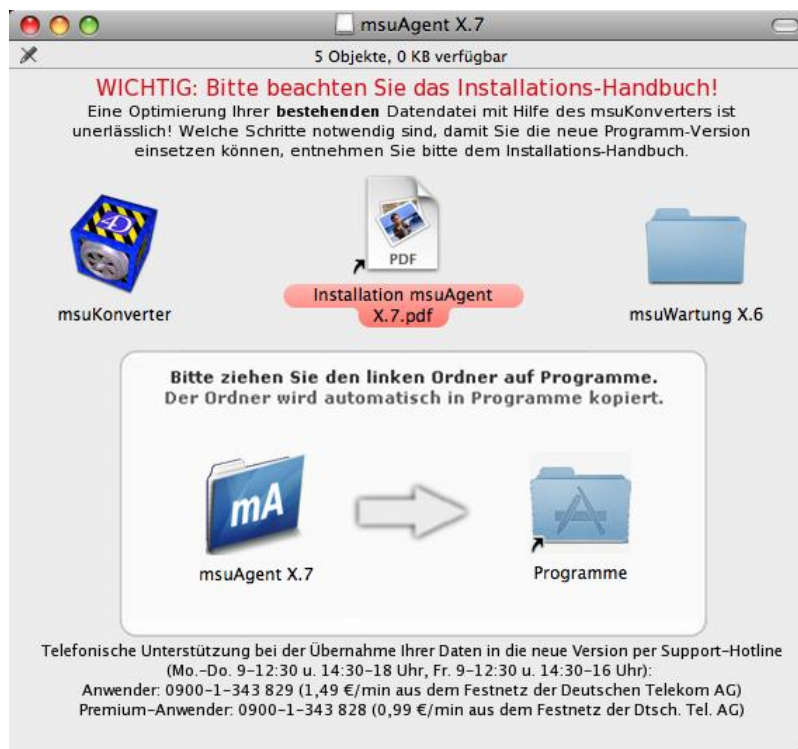 msuAgent X.7
5 Objekte, 0 KB verfügbar
WICHTIG: Bitte beachten Sie das Installations-Handbuch!
Eine Optimierung Ihrer bestehenden Datendatei mit Hilfe des msuKonverters ist
unerlässlich! Welche Schritte notwendig sind, damit Sie die neue Programm-Version
einsetzen können, entnehmen Sie bitte dem Installations-Handbuch.
4D
PDF
msuKonverter
Installation msuAgent
X.7.pdf
msuWartung X.6
Bitte ziehen Sie den linken Ordner auf Programme.
Der Ordner wird automatisch in Programme kopiert.
mA
msuAgent X.7
Programme
Telefonische Unterstützung bei der Übernahme Ihrer Daten in die neue Version per Support-Hotline
(Mo.-Do. 9-12:30 u. 14:30-18 Uhr, Fr. 9-12:30 u. 14:30-16 Uhr):
Anwender: 0900-1-343 829 (1,49 €/min aus dem Festnetz der Deutschen Telekom AG)
Premium-Anwender: 0900-1-343 828 (0,99 €/min aus dem Festnetz der Dtsch. Tel. AG)